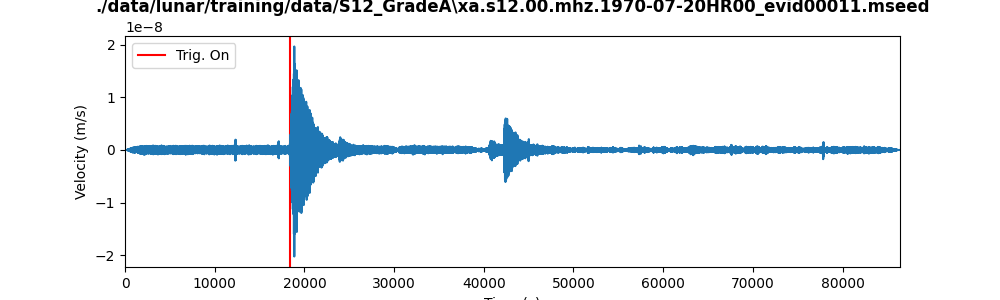 ./data/lunar/training/data/S12_GradeA\xa.s12.00.mhz.1970-07-20HR00_evid00011.mseed
1e−8
Trig. On
Velocity (m/s)
2
1
0
−1
−2
0 10000 20000 30000 40000 50000 60000 70000 80000